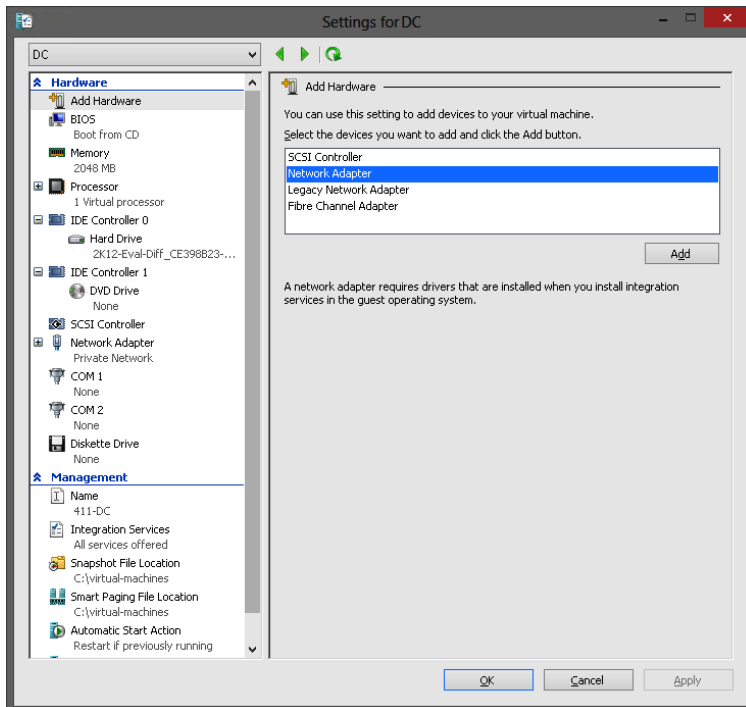 Settings for DC
DC
Hardware
Add Hardware
BIOS
Boot from CD
Memory
2048 MB
Processor
1 Virtual processor
IDE Controller 0
Hard Drive
2K12-Eval-Diff_CE398B23-...
IDE Controller 1
DVD Drive
None
SCSI Controller
Network Adapter
Private Network
COM 1
None
COM 2
None
Diskette Drive
None
Management
Name
411-DC
Integration Services
All services offered
Snapshot File Location
C:\virtual-machines
Smart Paging File Location
C:\virtual-machines
Automatic Start Action
Restart if previously running
Add Hardware
You can use this setting to add devices to your virtual machine.
Select the devices you want to add and click the Add button.
SCSI Controller
Network Adapter
Legacy Network Adapter
Fibre Channel Adapter
Add
A network adapter requires drivers that are installed when you install integration
services in the guest operating system.
OK
Cancel
Apply